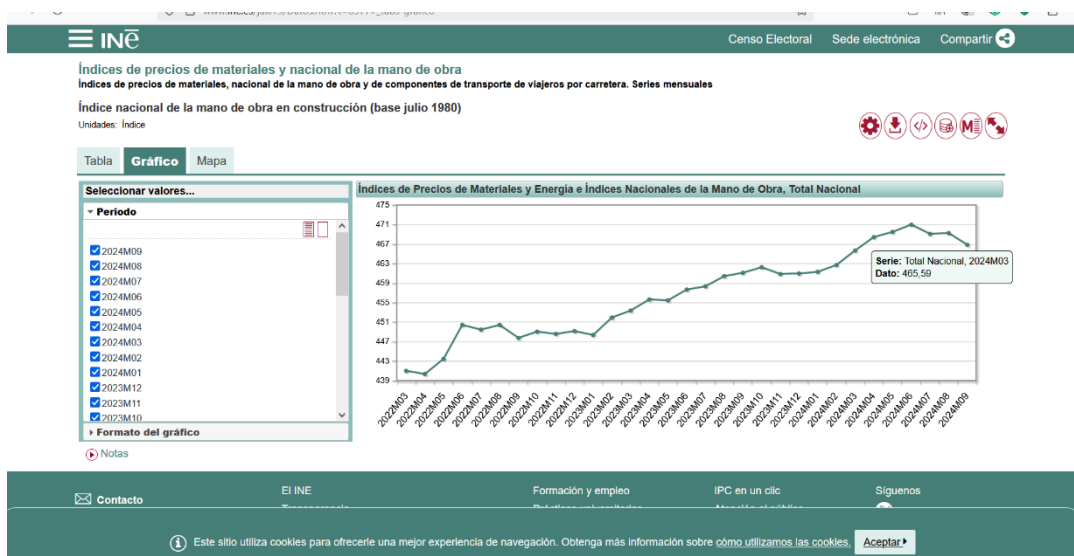 INē
Censo Electoral Sede electrónica Compartir
Índices de precios de materiales y nacional de la mano de obra
Índices de precios de materiales, nacional de la mano de obra y de componentes de transporte de viajeros por carretera. Series mensuales
Índice nacional de la mano de obra en construcción (base julio 1980)
Unidades: Índice
Tabla Gráfico Mapa
Seleccionar valores...
Periodo
2024M09
2024M08
2024M07
2024M06
2024M05
2024M04
2024M03
2024M02
2024M01
2023M12
2023M11
2023M10
Formato del gráfico
Notas
Índices de Precios de Materiales y Energia e Índices Nacionales de la Mano de Obra, Total Nacional
475
471
467
463
459
455
451
447
443
439
Serie: Total Nacional, 2024M03
Dato: 465,59
2022M03 2022M04 2022M05 2022M06 2022M07 2022M08 2022M09 2022M10 2022M11 2022M12 2023M01 2023M02 2023M03 2023M04 2023M05 2023M06 2023M07 2023M08 2023M09 2023M10 2023M11 2023M12 2024M01 2024M02 2024M03 2024M04 2024M05 2024M06 2024M07 2024M08 2024M09
Contacto
El INE Formación y empleo IPC en un clic Síguenos
Este sitio utiliza cookies para ofrecerle una mejor experiencia de navegación. Obtenga más información sobre cómo utilizamos las cookies. Aceptar